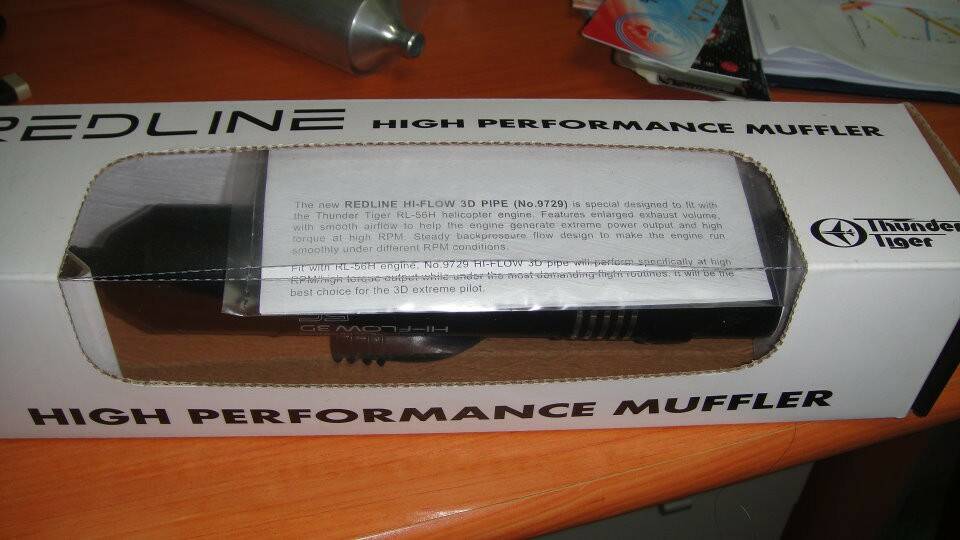 VIP
REDLINE HIGH PERFORMANCE MUFFLER
The new REDLINE HI-FLOW 3D PIPE (No.9729) is special designed to fit with
the Thunder Tiger RL-56H helicopter engine. Features enlarged exhaust volume,
with smooth airflow to help the engine generate extreme power output and high
torque at high RPM. Steady backpressure flow design to make the engine run
smoothly under different RPM conditions.
Fit with RL-56H engine, No.9729 HI-FLOW 3D pipe will perform specifically at high
RPM/high torque output while under the most demanding flight routines. It will be the
best choice for the 3D extreme pilot.
Thunder
Tiger
HI-FLOW 3D
HIGH PERFORMANCE MUFFLER